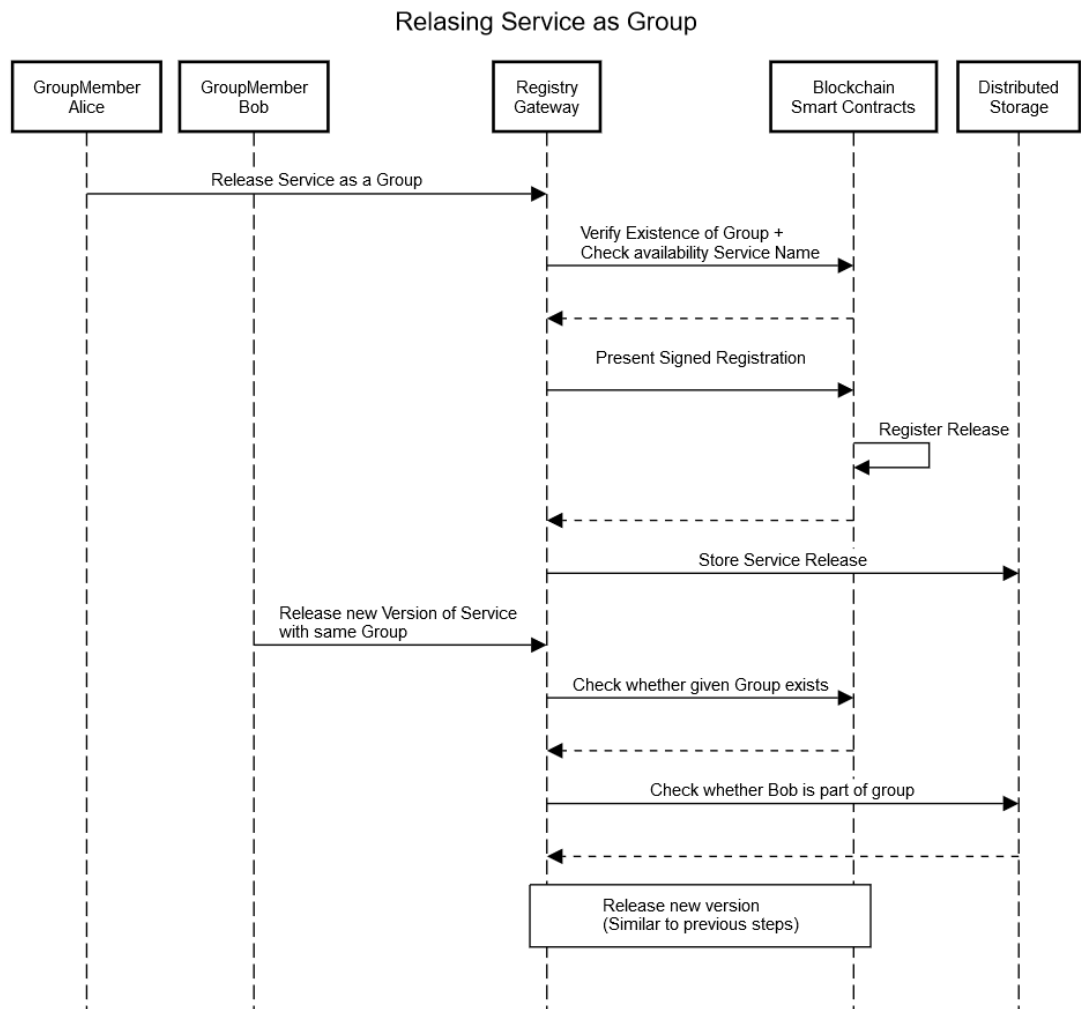 Relasing Service as Group
GroupMember
Alice
GroupMember
Bob
Registry
Gateway
Blockchain
Smart Contracts
Distributed
Storage
Release Service as a Group
Verify Existence of Group +
Check availability Service Name
Present Signed Registration
Register Release
Store Service Release
Release new Version of Service
with same Group
Check whether given Group exists
Check whether Bob is part of group
Release new version
(Similar to previous steps)